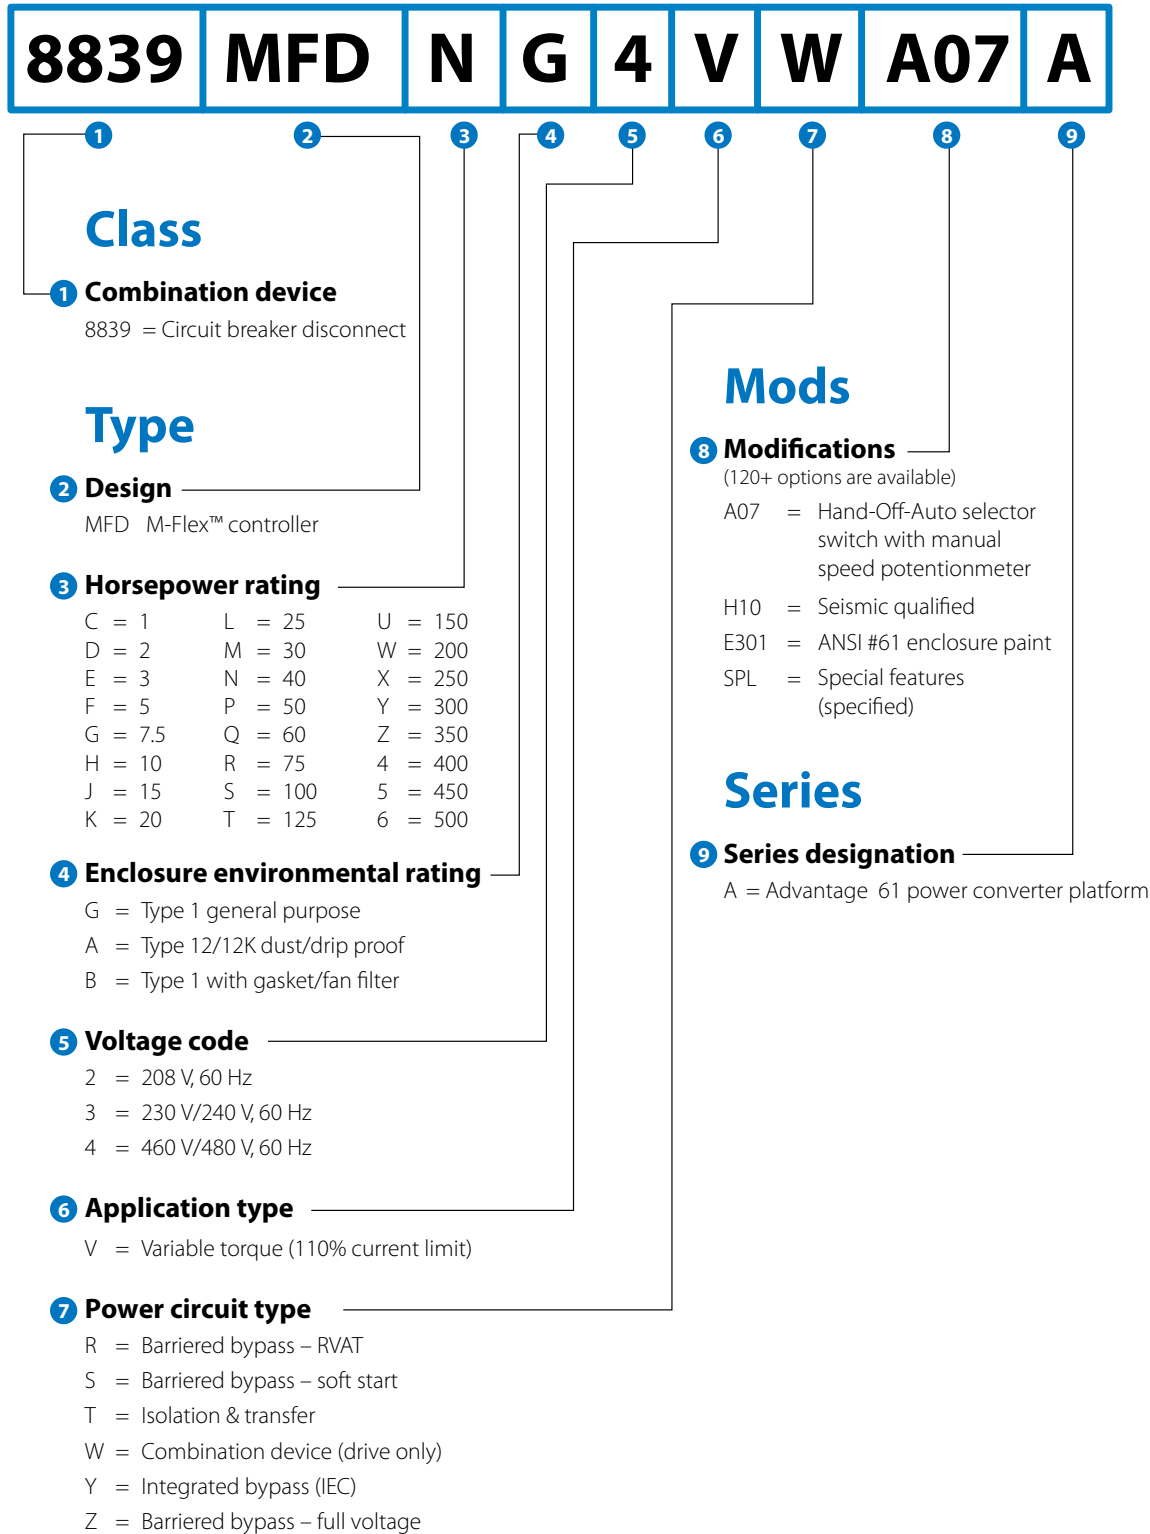 8839 MFD N G 4 V W A07 A
1 2 3 4 5 6 7 8 9
Class
1 Combination device
8839 = Circuit breaker disconnect
Type
2 Design
MFD M-Flex™ controller
3 Horsepower rating
C = 1 L = 25 U = 150
D = 2 M = 30 W = 200
E = 3 N = 40 X = 250
F = 5 P = 50 Y = 300
G = 7.5 Q = 60 Z = 350
H = 10 R = 75 4 = 400
J = 15 S = 100 5 = 450
K = 20 T = 125 6 = 500
4 Enclosure environmental rating
G = Type 1 general purpose
A = Type 12/12K dust/drip proof
B = Type 1 with gasket/fan filter
5 Voltage code
2 = 208 V, 60 Hz
3 = 230 V/240 V, 60 Hz
4 = 460 V/480 V, 60 Hz
6 Application type
V = Variable torque (110% current limit)
7 Power circuit type
R = Barriered bypass – RVAT
S = Barriered bypass – soft start
T = Isolation & transfer
W = Combination device (drive only)
Y = Integrated bypass (IEC)
Z = Barriered bypass – full voltage
Mods
8 Modifications
(120+ options are available)
A07 = Hand-Off-Auto selector
switch with manual
speed potentionmeter
H10 = Seismic qualified
E301 = ANSI #61 enclosure paint
SPL = Special features
(specified)
Series
9 Series designation
A = Advantage 61 power converter platform